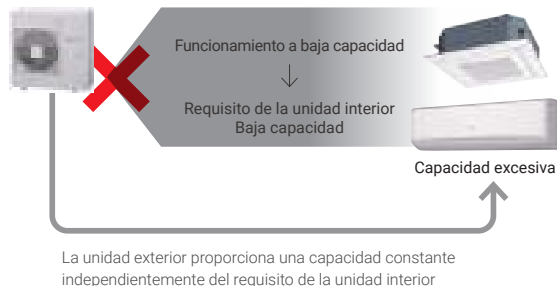 Funcionamiento a baja capacidad
Requisito de la unidad interior
Baja capacidad
Capacidad excesiva
La unidad exterior proporciona una capacidad constante
independientemente del requisito de la unidad interior